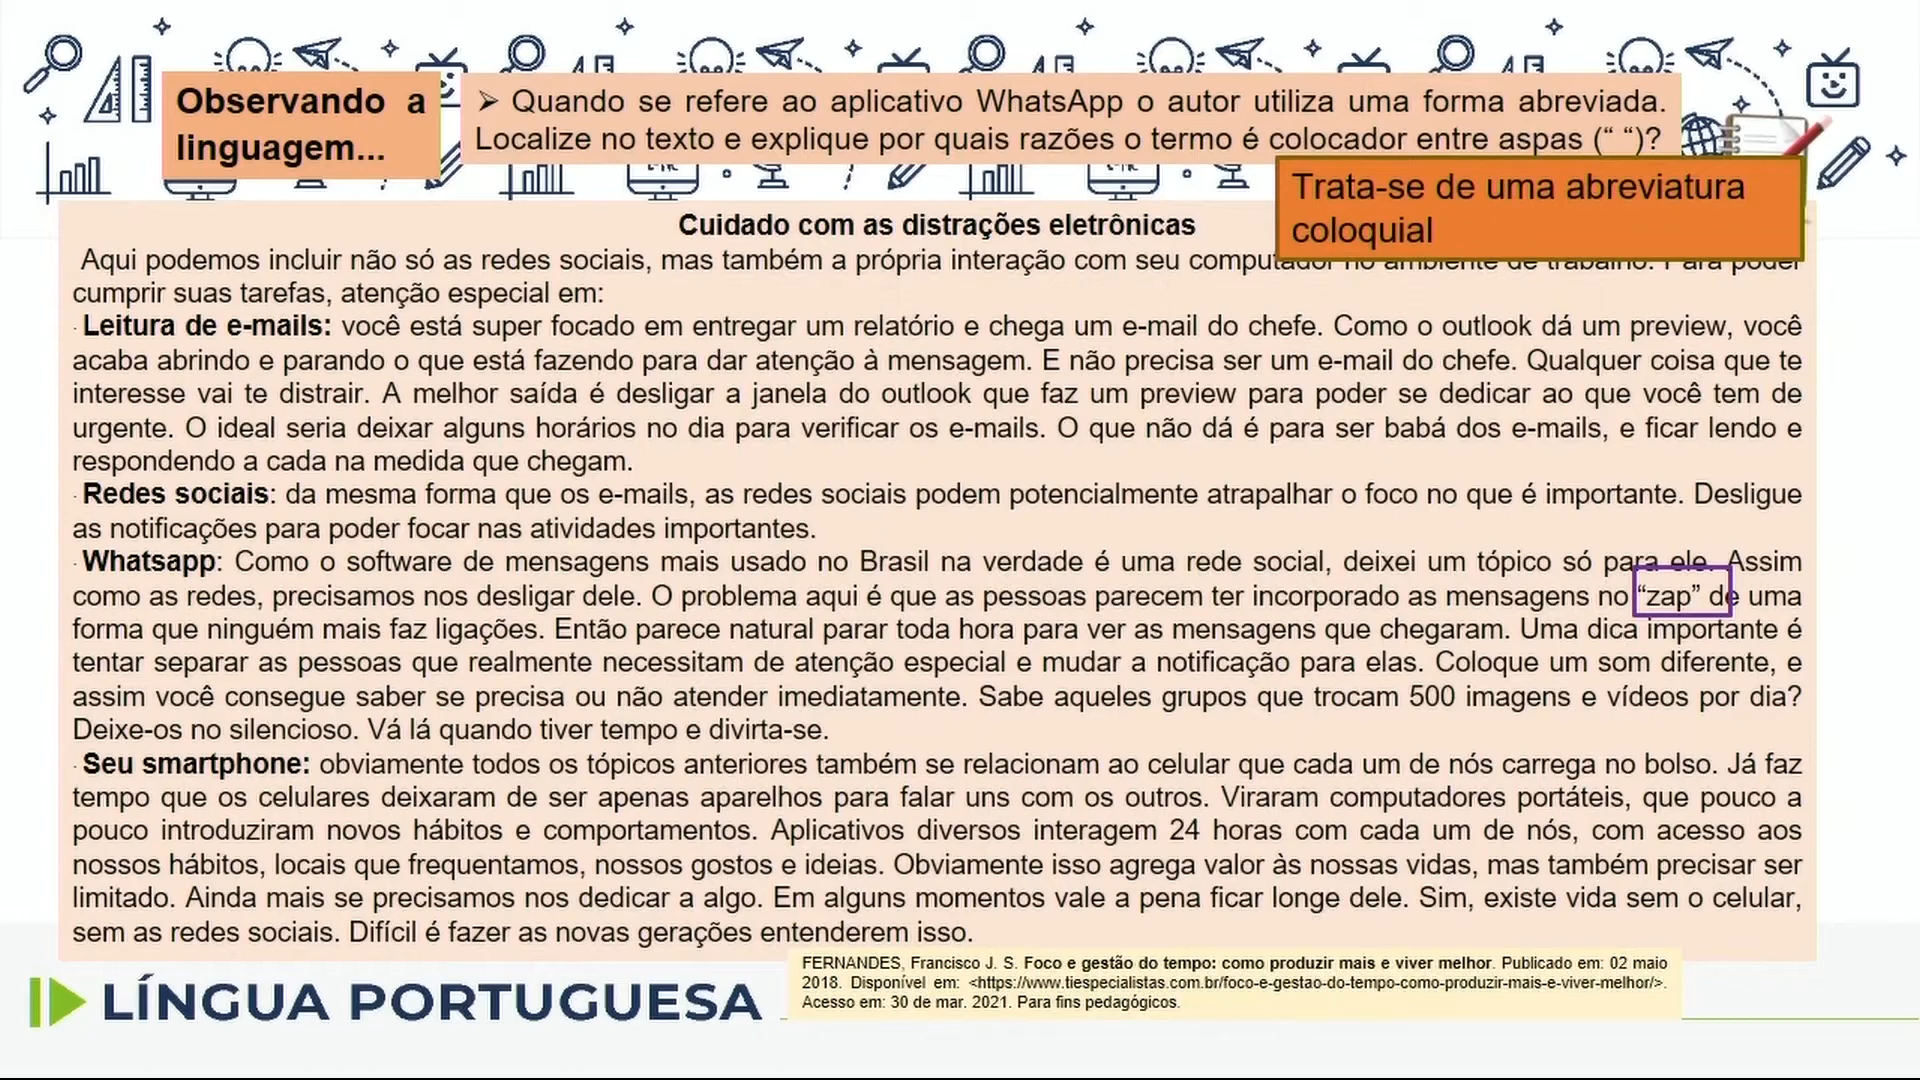 Observando a
linguagem...
➢ Quando se refere ao aplicativo WhatsApp o autor utiliza uma forma abreviada.
Localize no texto e explique por quais razões o termo é colocador entre aspas (“ “)?
Trata-se de uma abreviatura
coloquial
Cuidado com as distrações eletrônicas
Aqui podemos incluir não só as redes sociais, mas também a própria interação com seu computador no ambiente de trabalho. Para poder
cumprir suas tarefas, atenção especial em:
· Leitura de e-mails: você está super focado em entregar um relatório e chega um e-mail do chefe. Como o outlook dá um preview, você
acaba abrindo e parando o que está fazendo para dar atenção à mensagem. E não precisa ser um e-mail do chefe. Qualquer coisa que te
interesse vai te distrair. A melhor saída é desligar a janela do outlook que faz um preview para poder se dedicar ao que você tem de
urgente. O ideal seria deixar alguns horários no dia para verificar os e-mails. O que não dá é para ser babá dos e-mails, e ficar lendo e
respondendo a cada na medida que chegam.
· Redes sociais: da mesma forma que os e-mails, as redes sociais podem potencialmente atrapalhar o foco no que é importante. Desligue
as notificações para poder focar nas atividades importantes.
· Whatsapp: Como o software de mensagens mais usado no Brasil na verdade é uma rede social, deixei um tópico só para ele. Assim
como as redes, precisamos nos desligar dele. O problema aqui é que as pessoas parecem ter incorporado as mensagens no “zap” de uma
forma que ninguém mais faz ligações. Então parece natural parar toda hora para ver as mensagens que chegaram. Uma dica importante é
tentar separar as pessoas que realmente necessitam de atenção especial e mudar a notificação para elas. Coloque um som diferente, e
assim você consegue saber se precisa ou não atender imediatamente. Sabe aqueles grupos que trocam 500 imagens e vídeos por dia?
Deixe-os no silencioso. Vá lá quando tiver tempo e divirta-se.
· Seu smartphone: obviamente todos os tópicos anteriores também se relacionam ao celular que cada um de nós carrega no bolso. Já faz
tempo que os celulares deixaram de ser apenas aparelhos para falar uns com os outros. Viraram computadores portáteis, que pouco a
pouco introduziram novos hábitos e comportamentos. Aplicativos diversos interagem 24 horas com cada um de nós, com acesso aos
nossos hábitos, locais que frequentamos, nossos gostos e ideias. Obviamente isso agrega valor às nossas vidas, mas também precisar ser
limitado. Ainda mais se precisamos nos dedicar a algo. Em alguns momentos vale a pena ficar longe dele. Sim, existe vida sem o celular,
sem as redes sociais. Difícil é fazer as novas gerações entenderem isso.
FERNANDES, Francisco J. S. Foco e gestão do tempo: como produzir mais e viver melhor. Publicado em: 02 maio
2018. Disponível em: <https://www.tiespecialistas.com.br/foco-e-gestao-do-tempo-como-produzir-mais-e-viver-melhor/>.
Acesso em: 30 de mar. 2021. Para fins pedagógicos.
LÍNGUA PORTUGUESA